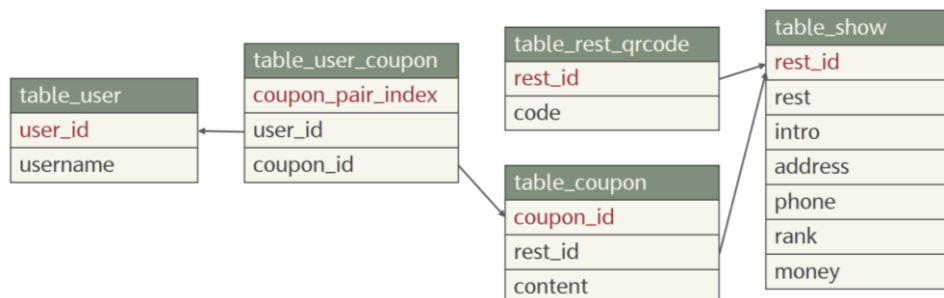 table_user
user_id
username
table_user_coupon
coupon_pair_index
user_id
coupon_id
table_rest_qrcode
rest_id
code
table_coupon
coupon_id
rest_id
content
table_show
rest_id
rest
intro
address
phone
rank
money